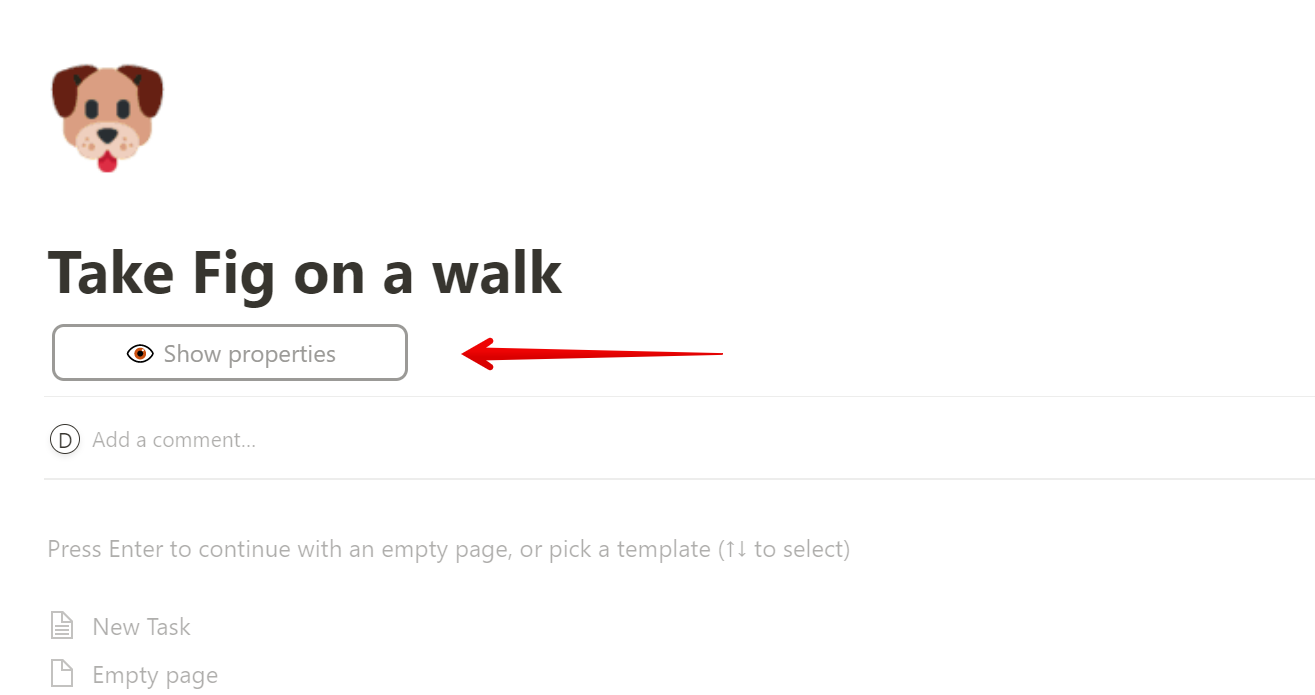 Take Fig on a walk
Show properties
D Add a comment...
Press Enter to continue with an empty page, or pick a template (↑↓ to select)
New Task
Empty page